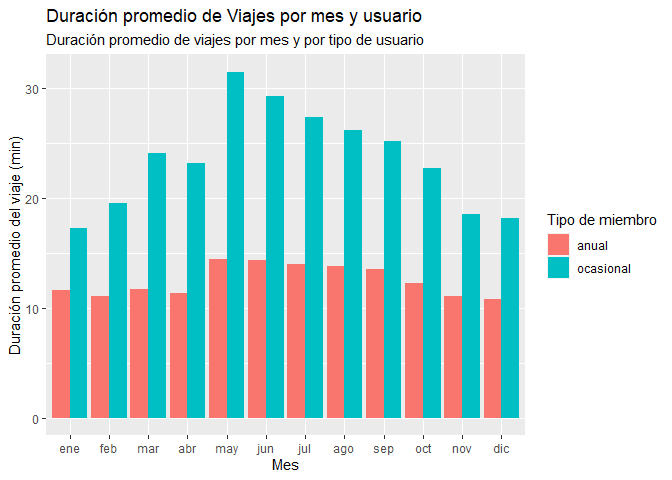 Duración promedio de Viajes por mes y usuario
Duración promedio de viajes por mes y por tipo de usuario
Duración promedio del viaje (min)
30
20
10
0
ene feb mar abr may jun jul ago sep oct nov dic
Mes
Tipo de miembro
anual
ocasional